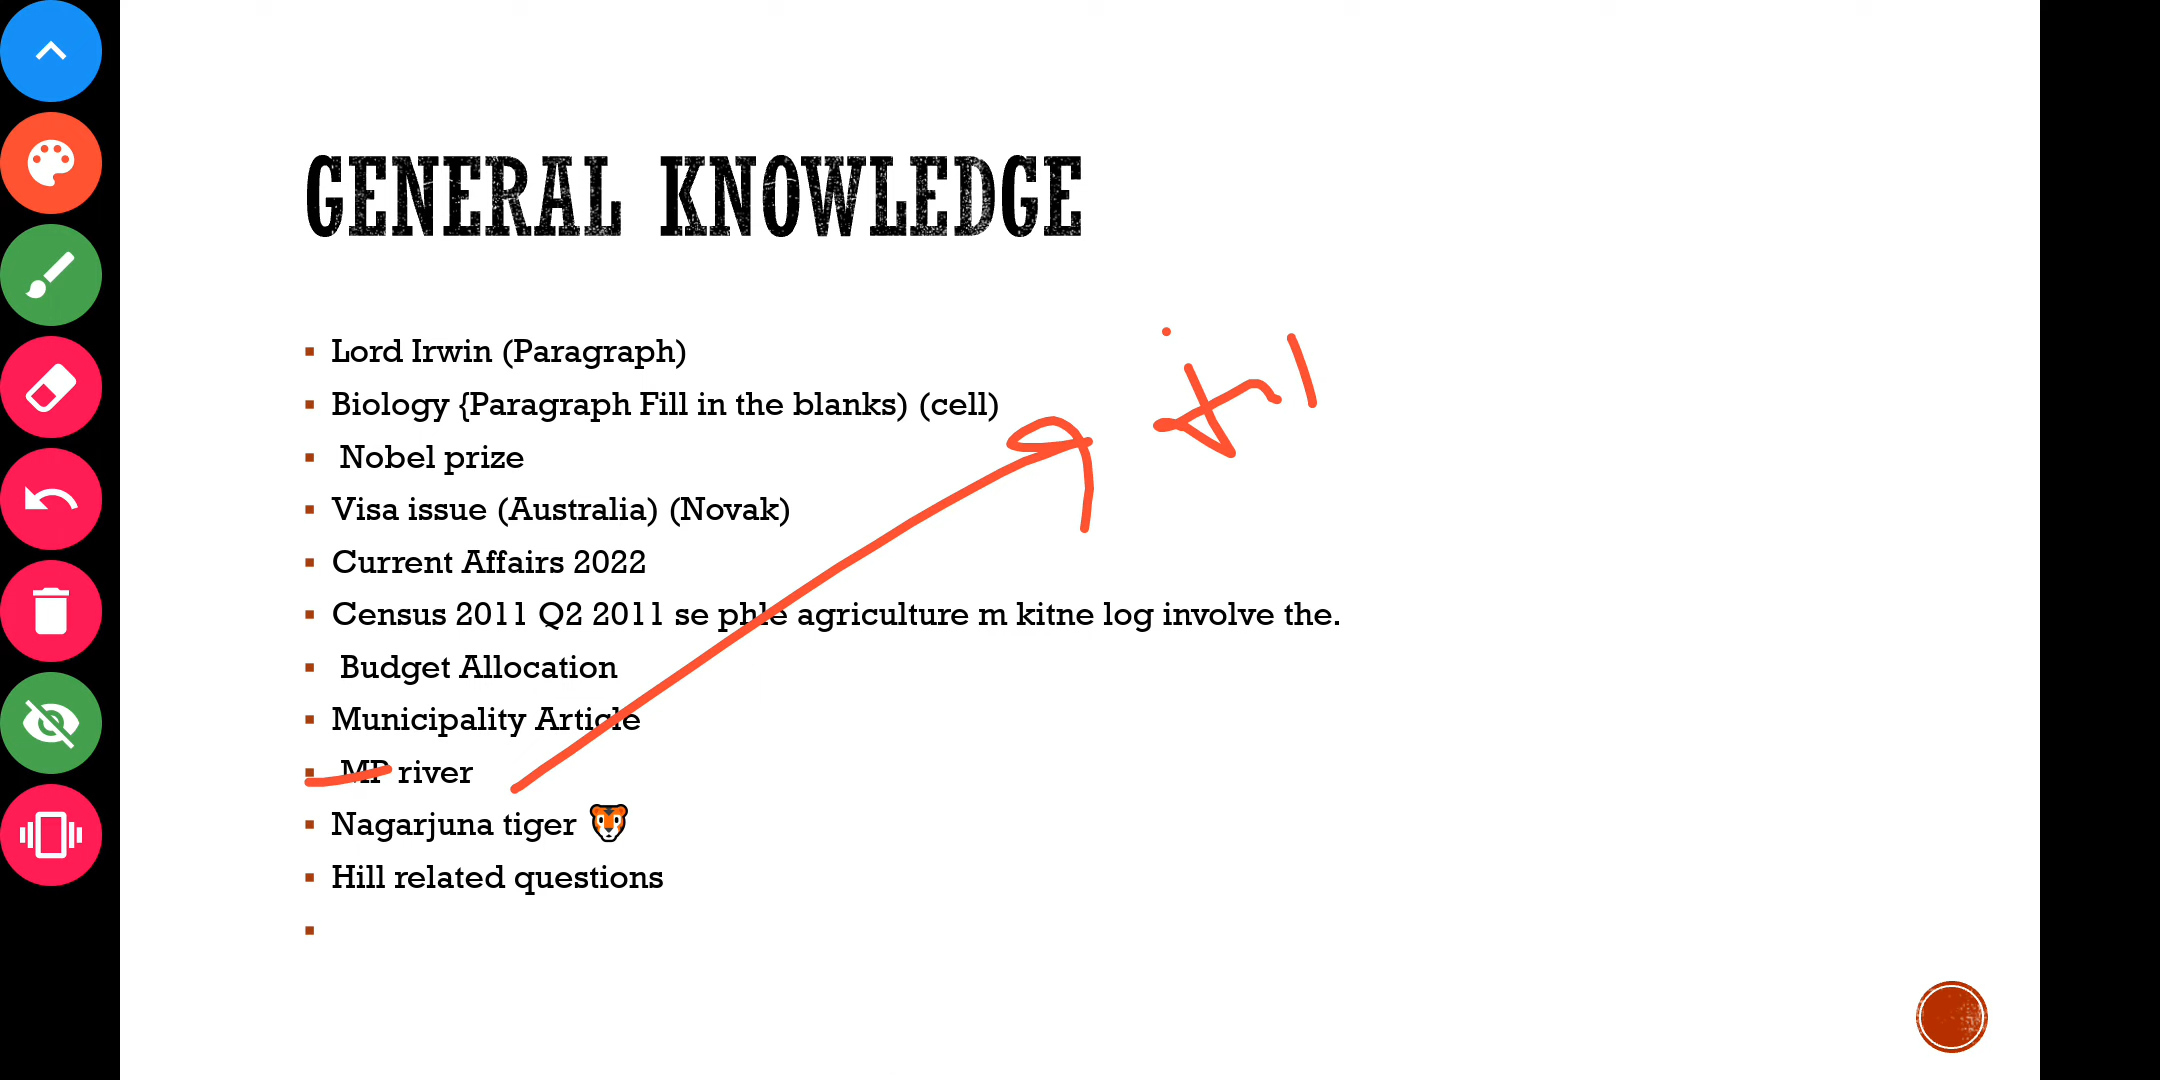 GENERAL KNOWLEDGE
Lord Irwin (Paragraph)
Biology {Paragraph Fill in the blanks) (cell)
Nobel prize
Visa issue (Australia) (Novak)
Current Affairs 2022
Census 2011 Q2 2011 se phle agriculture m kitne log involve the.
Budget Allocation
Municipality Article
MP river
Nagarjuna tiger 🐯
Hill related questions